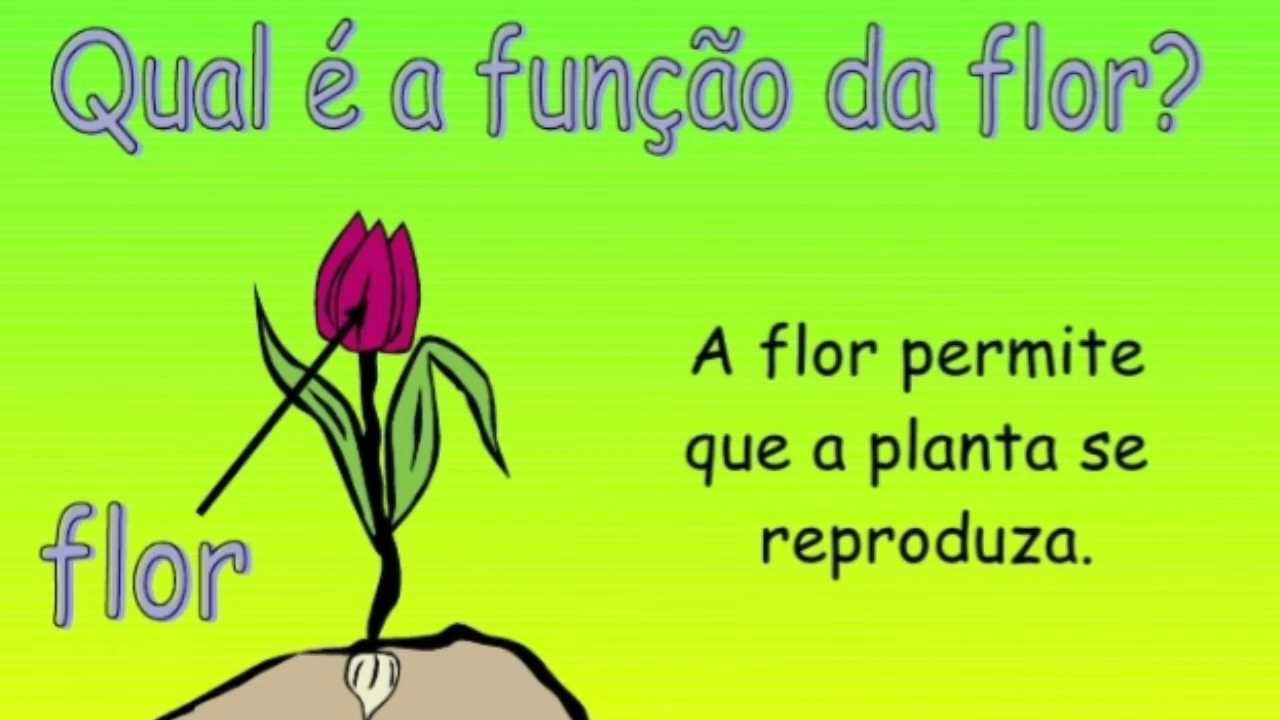 Qual é a função da flor?
A flor permite
que a planta se
reproduza.
flor